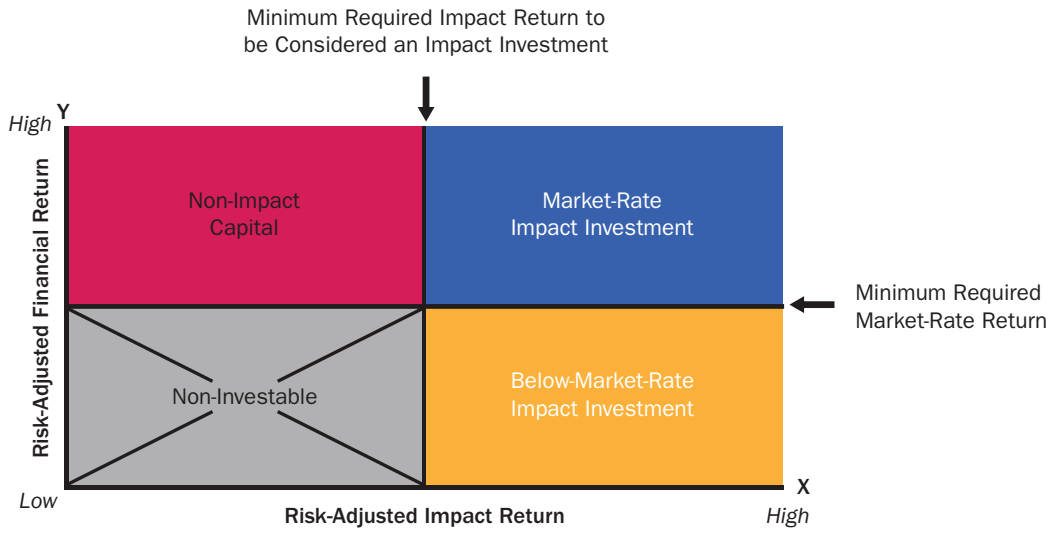 Minimum Required Impact Return to
be Considered an Impact Investment
Y
High
Risk-Adjusted Financial Return
Non-Impact
Capital
Market-Rate
Impact Investment
Minimum Required
Market-Rate Return
Non-Investable
Below-Market-Rate
Impact Investment
Low
X
Risk-Adjusted Impact Return
High